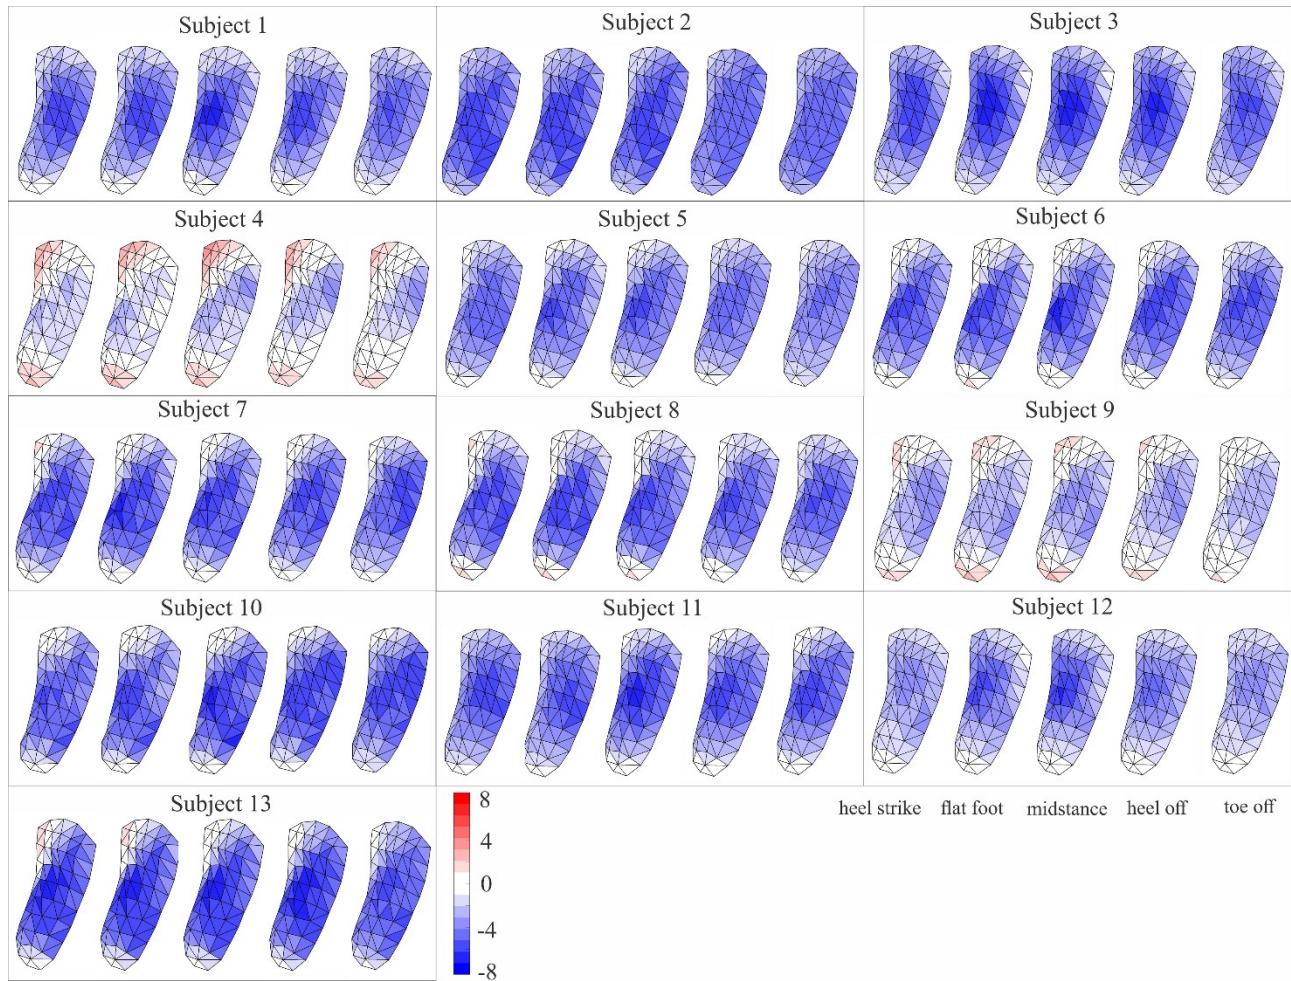 Subject 1
Subject 2
Subject 3
Subject 4
Subject 5
Subject 6
Subject 7
Subject 8
Subject 9
Subject 10
Subject 11
Subject 12
Subject 13
8
4
0
-4
-8
heel strike flat foot midstance heel off toe off